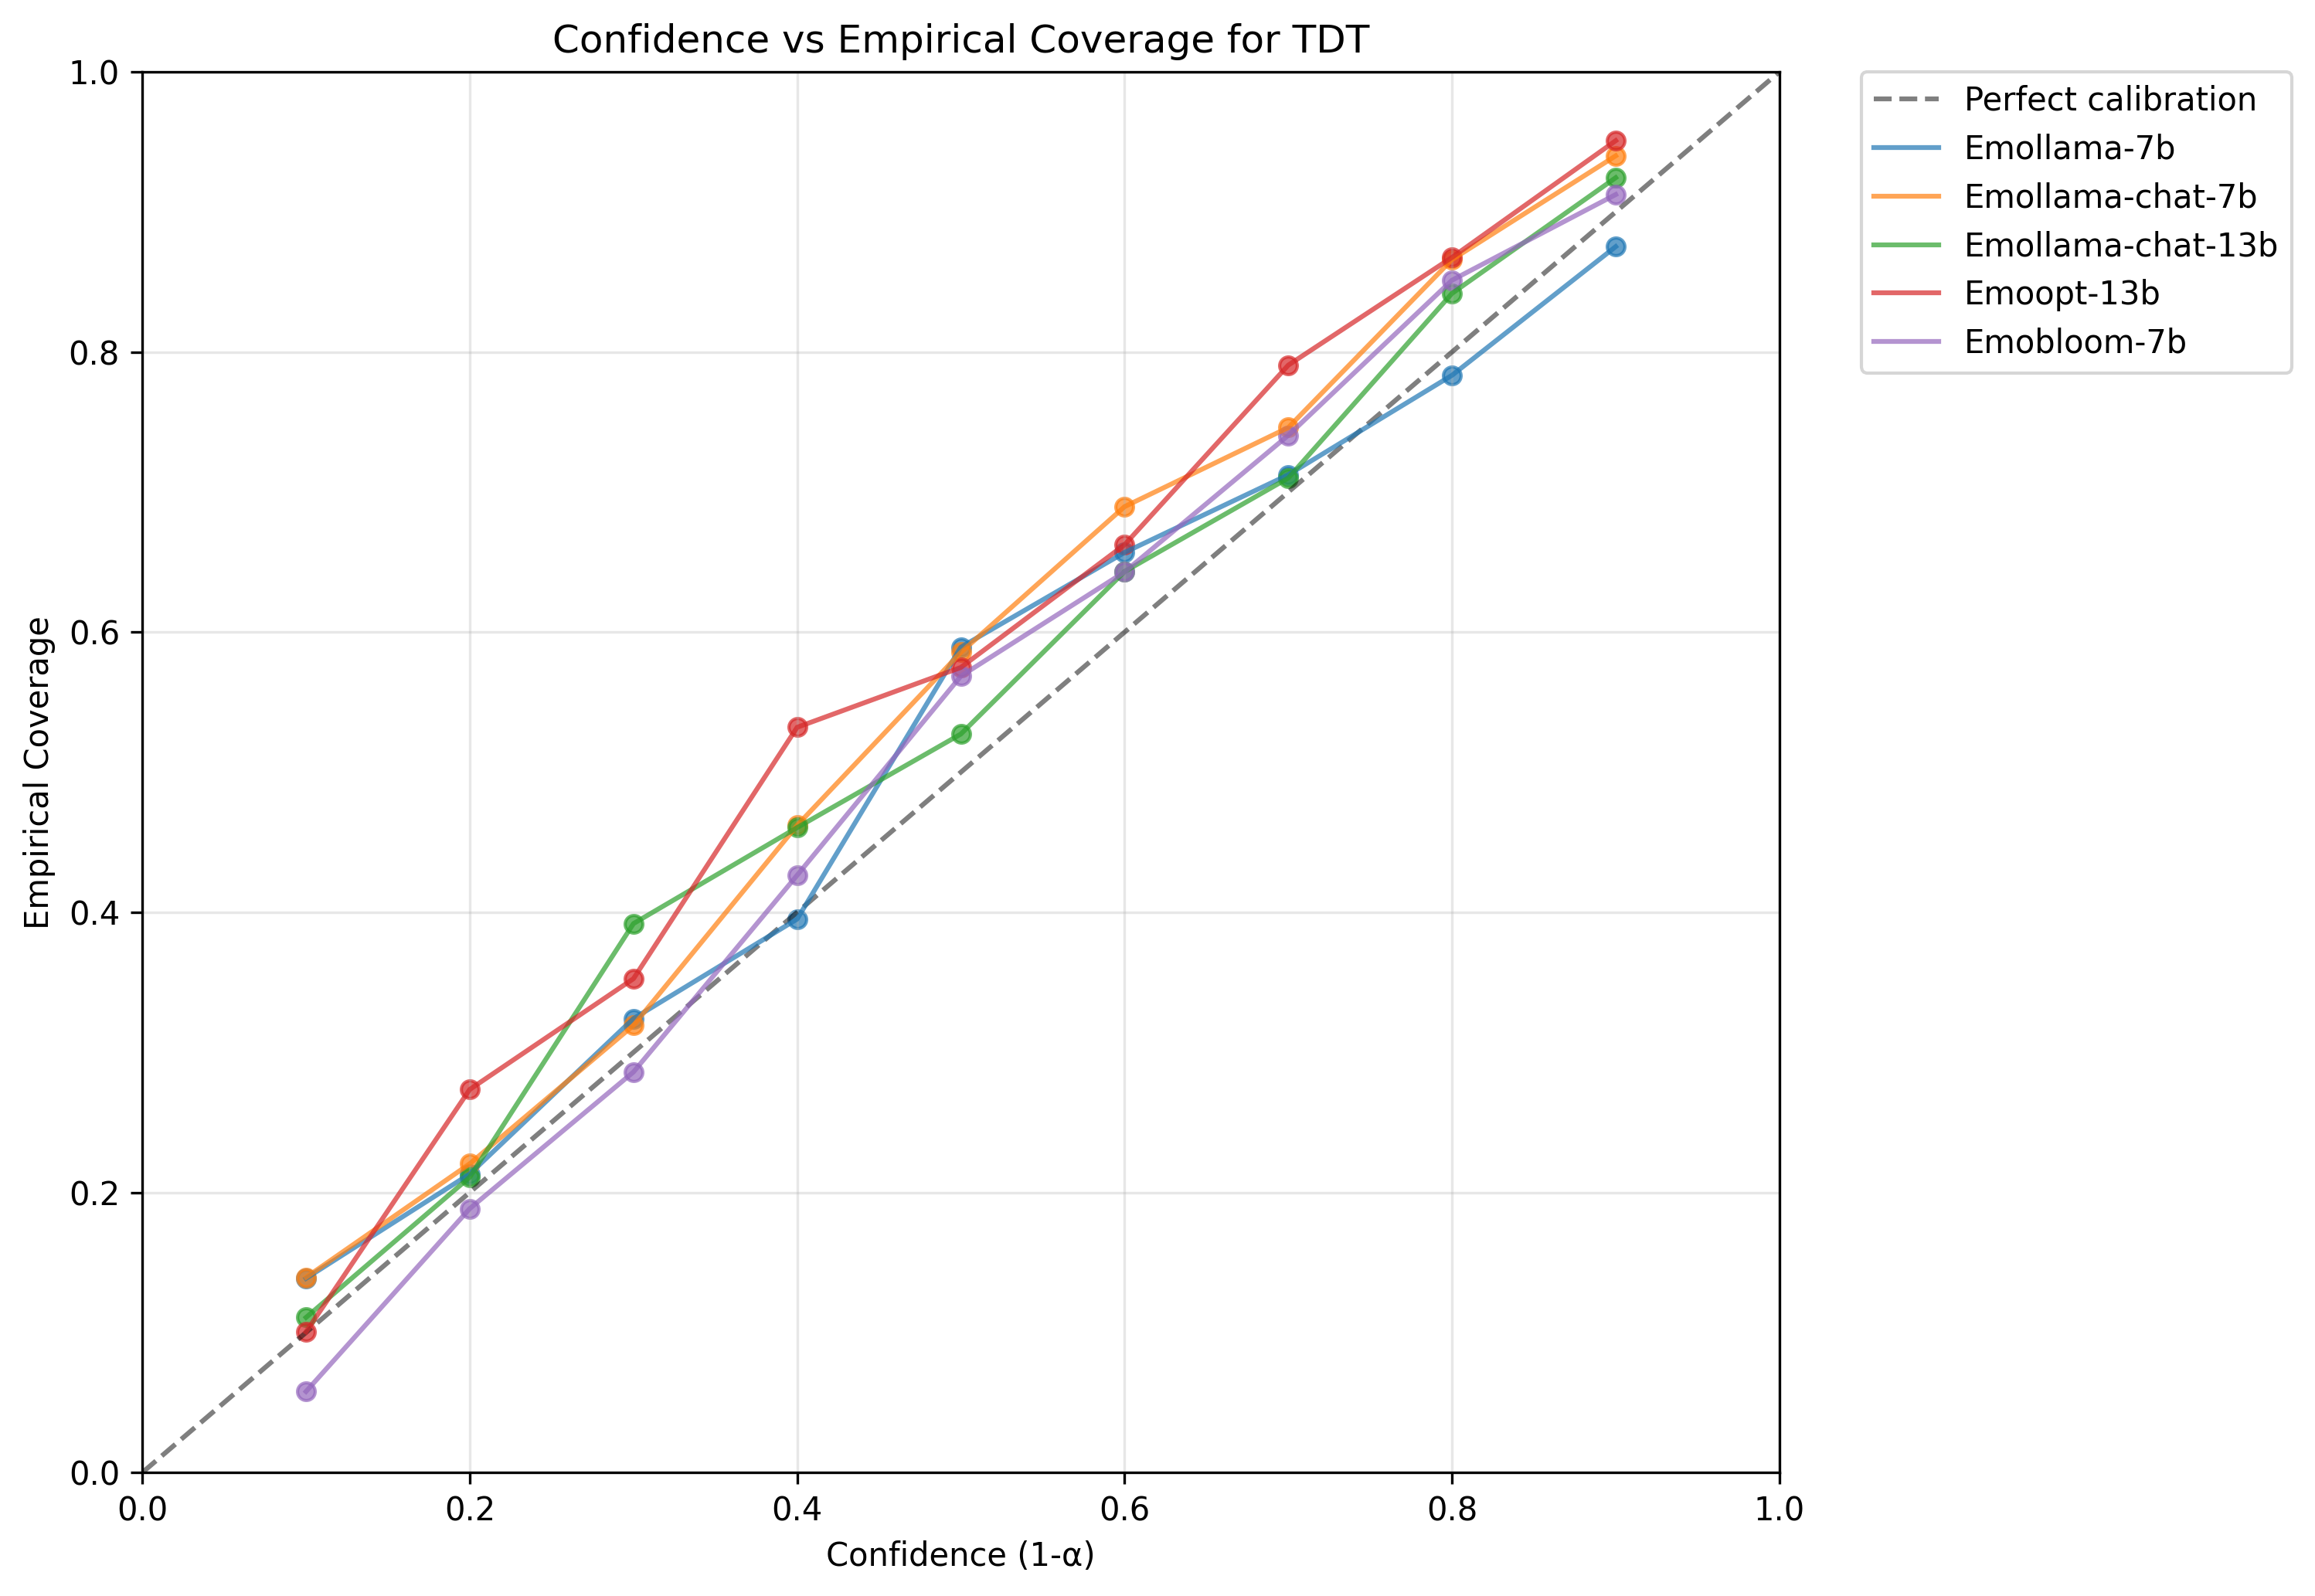 Confidence vs Empirical Coverage for TDT
Empirical Coverage
1.0
0.8
0.6
0.4
0.2
0.0
0.0 0.2 0.4 0.6 0.8 1.0
Confidence (1-α)
Perfect calibration
Emollama-7b
Emollama-chat-7b
Emollama-chat-13b
Emoopt-13b
Emobloom-7b